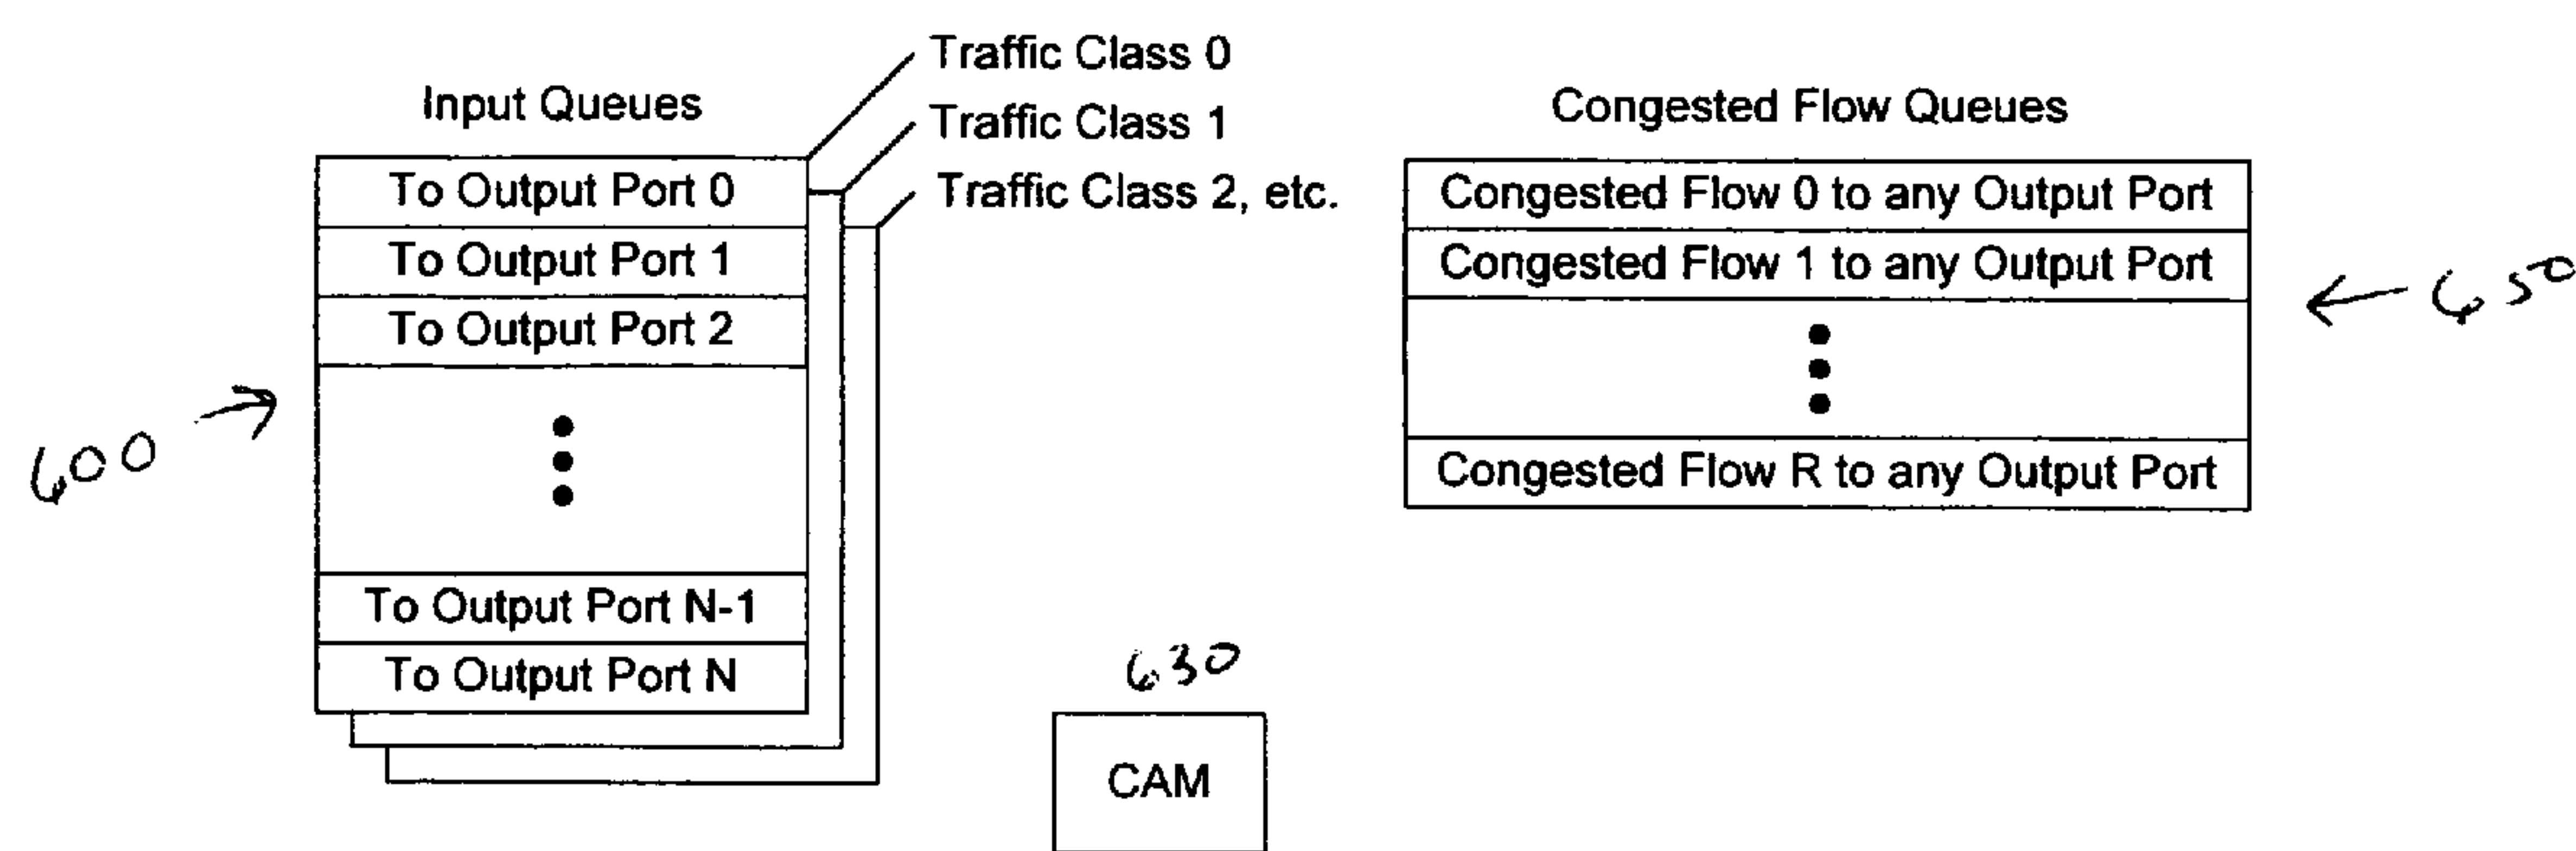 Traffic Class 0
Input Queues
Traffic Class 1
Traffic Class 2, etc.
To Output Port 0
To Output Port 1
To Output Port 2
To Output Port N-1
To Output Port N
600
Congested Flow Queues
Congested Flow 0 to any Output Port
Congested Flow 1 to any Output Port
Congested Flow R to any Output Port
650
630
CAM